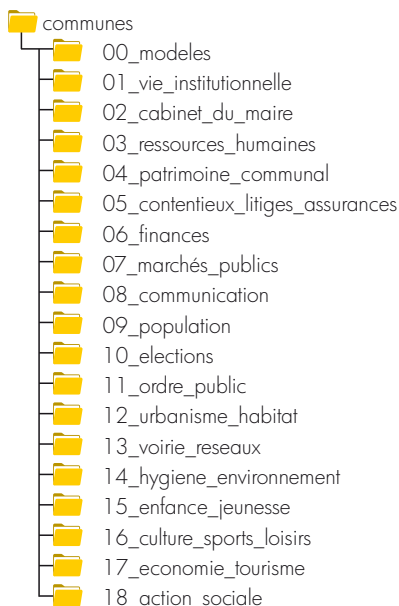 communes
00_modeles
01_vie_institutionnelle
02_cabinet_du_maire
03_ressources_humaines
04_patrimoine_communal
05_contentieux_litiges_assurances
06_finances
07_marchés_publics
08_communication
09_population
10_elections
11_ordre_public
12_urbanisme_habitat
13_voirie_reseaux
14_hygiene_environnement
15_enfance_jeunesse
16_culture_sports_loisirs
17_economie_tourisme
18_action_sociale